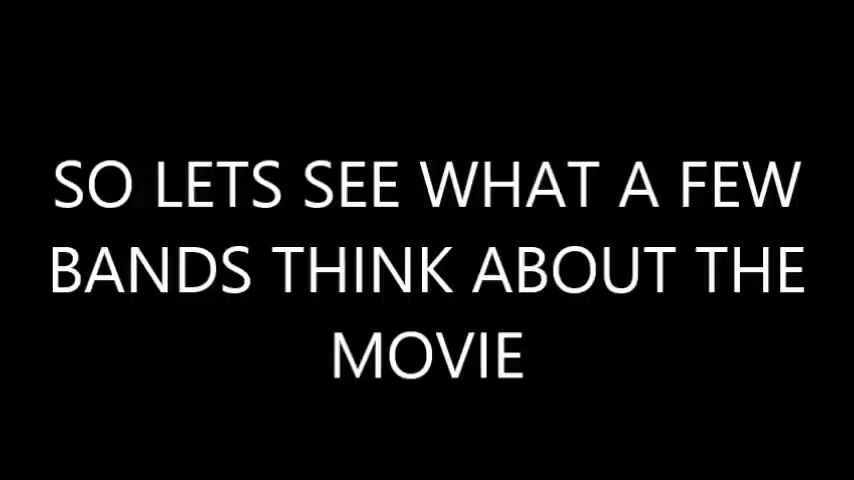 SO LETS SEE WHAT A FEW
BANDS THINK ABOUT THE
MOVIE